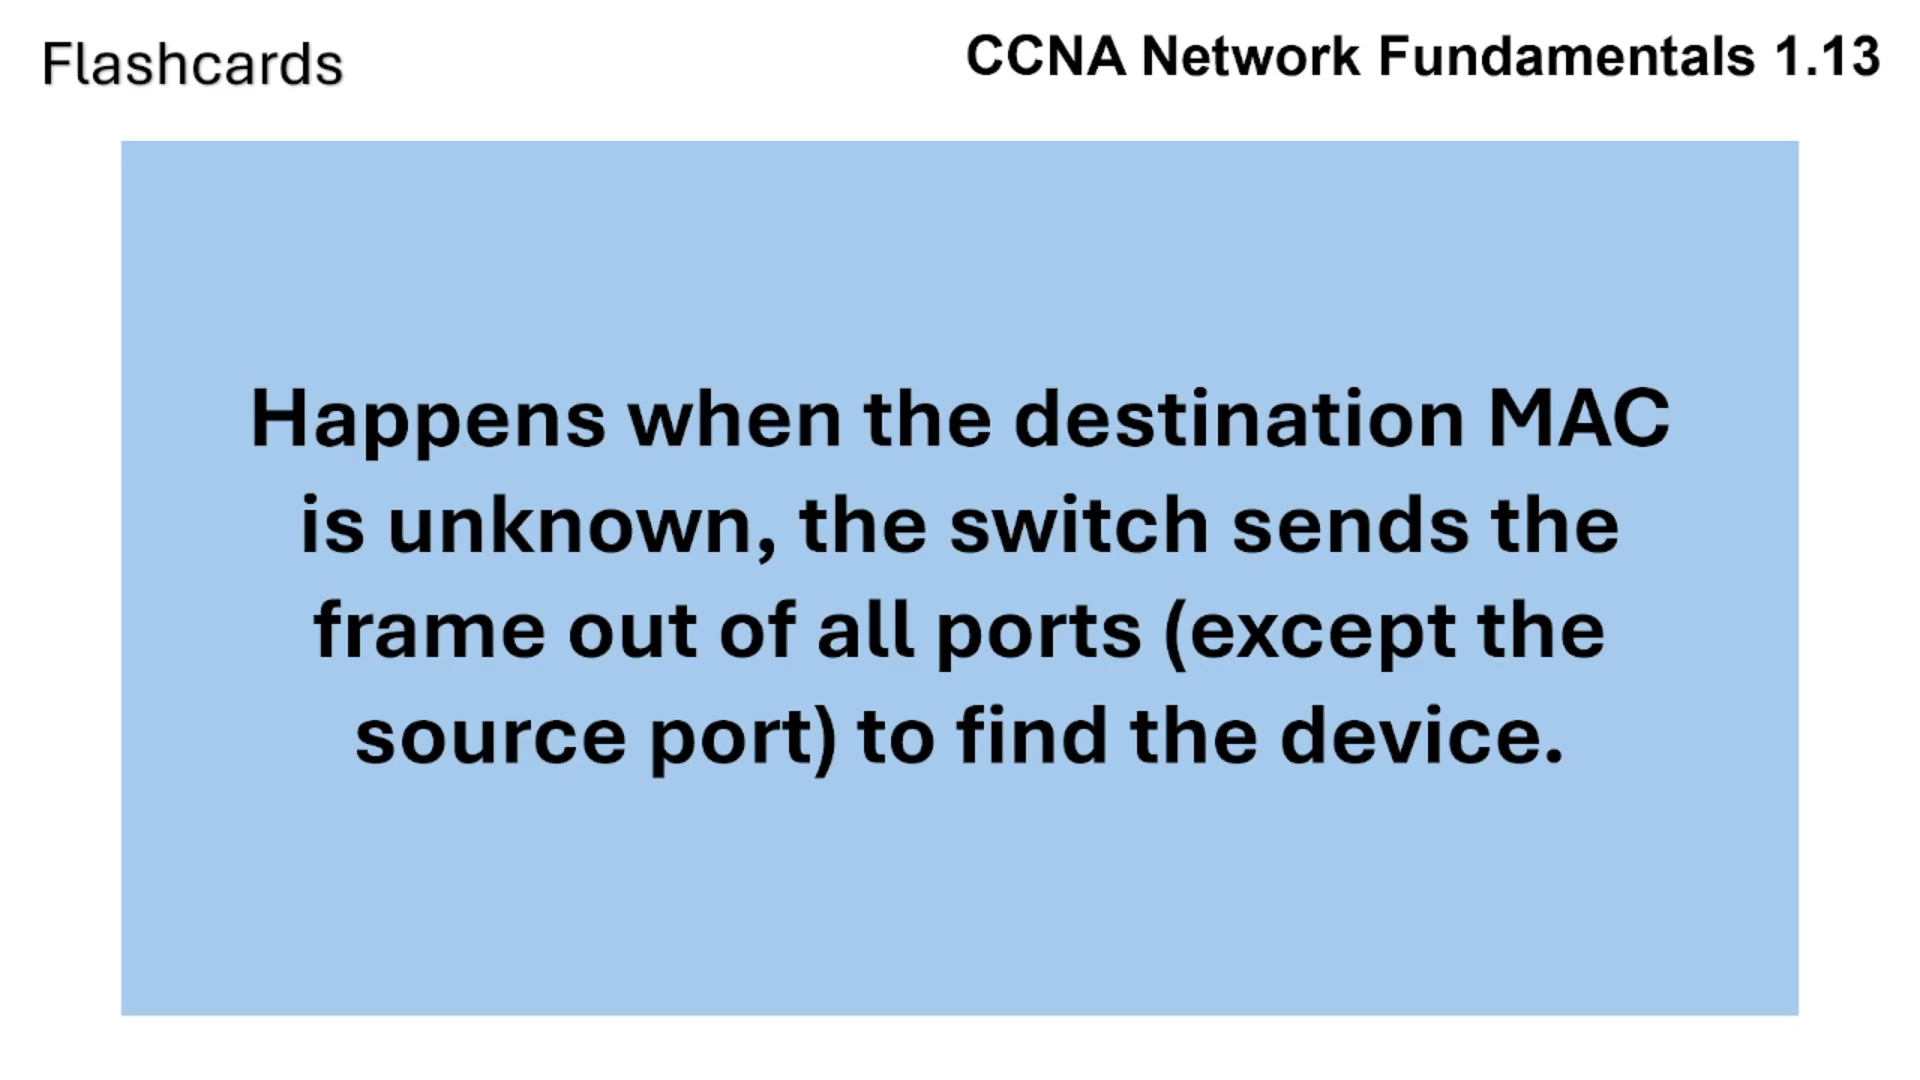 Flashcards
CCNA Network Fundamentals 1.13
Happens when the destination MAC
is unknown, the switch sends the
frame out of all ports (except the
source port) to find the device.